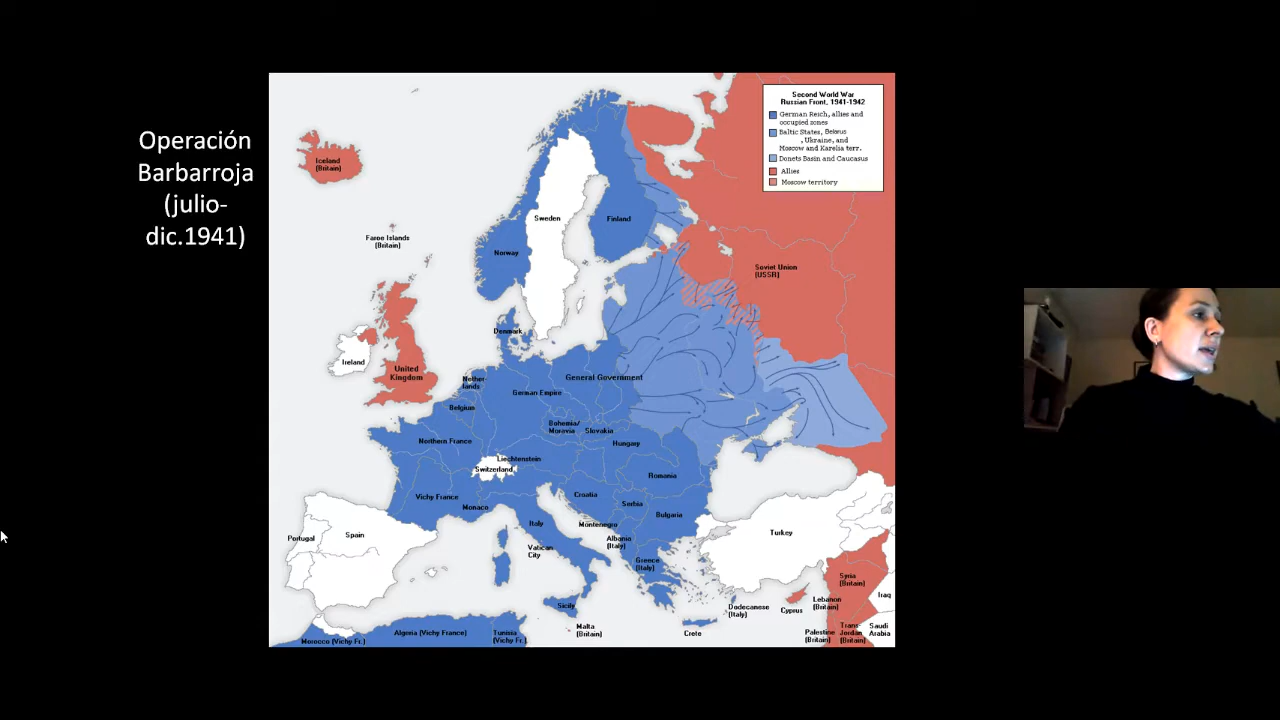 Operación
Barbarroja
(julio-
dic.1941)
Second World War
Russian Front, 1941-1942
German Reich, allies and
occupied zones
Baltic States, Belarus
, Ukraine, and
Moscow and Karelia terr.
Donets Basin and Caucasus
Allies
Moscow territory
Iceland
(Britain)
Faroe Islands
(Britain)
Sweden
Finland
Norway
Soviet Union
(USSR)
Denmark
Ireland
United
Kingdom
Nether-
lands
General Government
German Empire
Belgium
Bohemia/
Moravia
Slovakia
Northern France
Hungary
Liechtenstein
Switzerland
Romania
Vichy France
Croatia
Monaco
Serbia
Bulgaria
Italy
Montenegro
Portugal
Spain
Turkey
Albania
(Italy)
Vatican
City
Greece
(Italy)
Syria
(Britain)
Iraq
Sicily
Dodecanese
(Italy)
Cyprus
Lebanon
(Britain)
Malta
(Britain)
Crete
Algeria (Vichy France)
Tunisia
(Vichy Fr.)
Morocco (Vichy Fr.)
Palestine
(Britain)
Trans-
Jordan
(Britain)
Saudi
Arabia